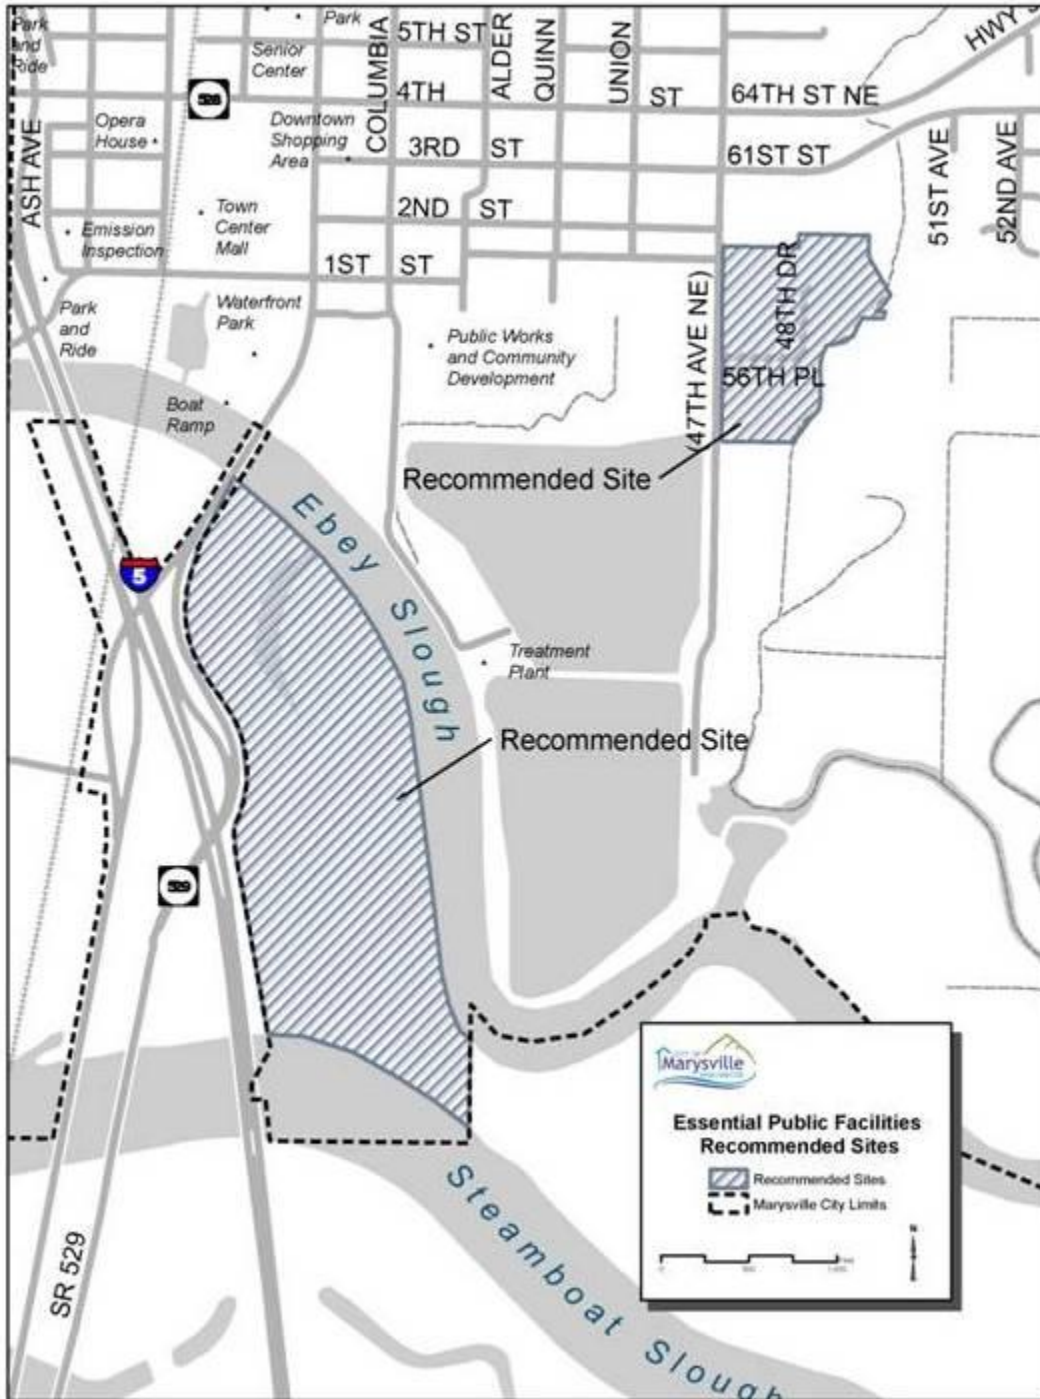 Park
and
Ride
Park
Senior
Center
COLUMBIA
5TH ST
ALDER
QUINN
UNION
HWY
528
4TH
ST
64TH ST NE
ASH AVE
Opera
House
Downtown
Shopping
Area
3RD ST
61ST ST
51ST AVE
52ND AVE
Emission
Inspection
Town
Center
Mall
2ND ST
1ST ST
Park
and
Ride
Waterfront
Park
Public Works
and Community
Development
(47TH AVE NE)
48TH DR
56TH PL
Boat
Ramp
Recommended Site
Ebey Slough
5
Treatment
Plant
Recommended Site
529
Marysville
Essential Public Facilities
Recommended Sites
Recommended Sites
Marysville City Limits
N
0
Feet
SR 529
Steamboat Slough